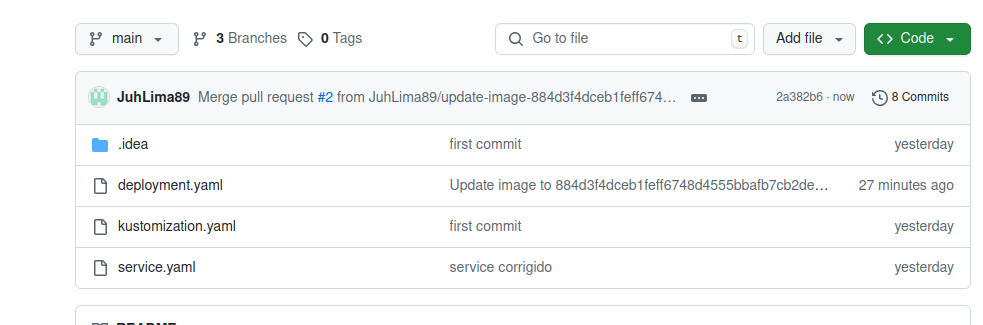 main 3 Branches 0 Tags Go to file t Add file Code
JuhLima89 Merge pull request #2 from JuhLima89/update-image-884d3f4dceb1feff674… 2a382b6 · now 8 Commits
.idea first commit yesterday
deployment.yaml Update image to 884d3f4dceb1feff6748d4555bbafb7cb2de… 27 minutes ago
kustomization.yaml first commit yesterday
service.yaml service corrigido yesterday
README